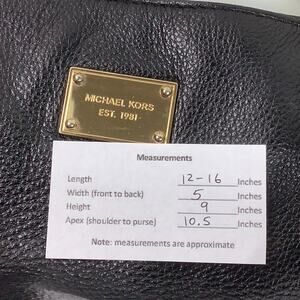 MICHAEL KORS
EST. 1981
Measurements
Length 12-16 Inches
Width (front to back) 5 Inches
Height 9 Inches
Apex (shoulder to purse) 10.5 Inches
Note: measurements are approximate